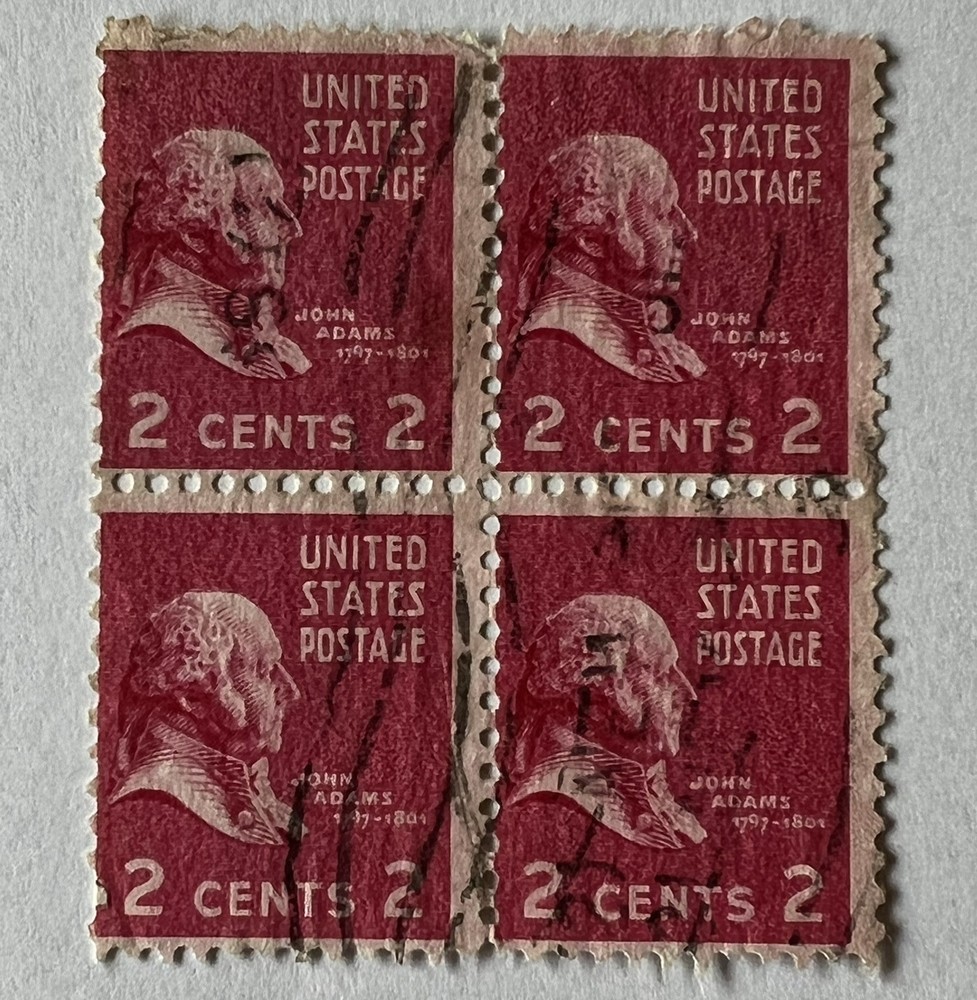 UNITED
STATES
POSTAGE
JOHN
ADAMS
1797-1801
2 CENTS 2
UNITED
STATES
POSTAGE
JOHN
ADAMS
1797-1801
2 CENTS 2
UNITED
STATES
POSTAGE
JOHN
ADAMS
1797-1801
2 CENTS 2
UNITED
STATES
POSTAGE
JOHN
ADAMS
1797-1801
2 CENTS 2